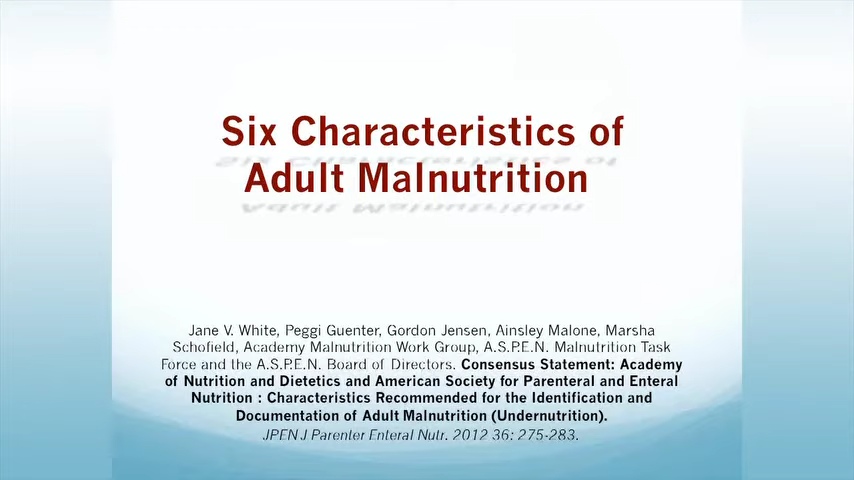 Six Characteristics of
Adult Malnutrition
Jane V. White, Peggi Guenter, Gordon Jensen, Ainsley Malone, Marsha
Schofield, Academy Malnutrition Work Group, A.S.P.E.N. Malnutrition Task
Force and the A.S.P.E.N. Board of Directors. Consensus Statement: Academy
of Nutrition and Dietetics and American Society for Parenteral and Enteral
Nutrition : Characteristics Recommended for the Identification and
Documentation of Adult Malnutrition (Undernutrition).
JPEN J Parenter Enteral Nutr. 2012 36: 275-283.